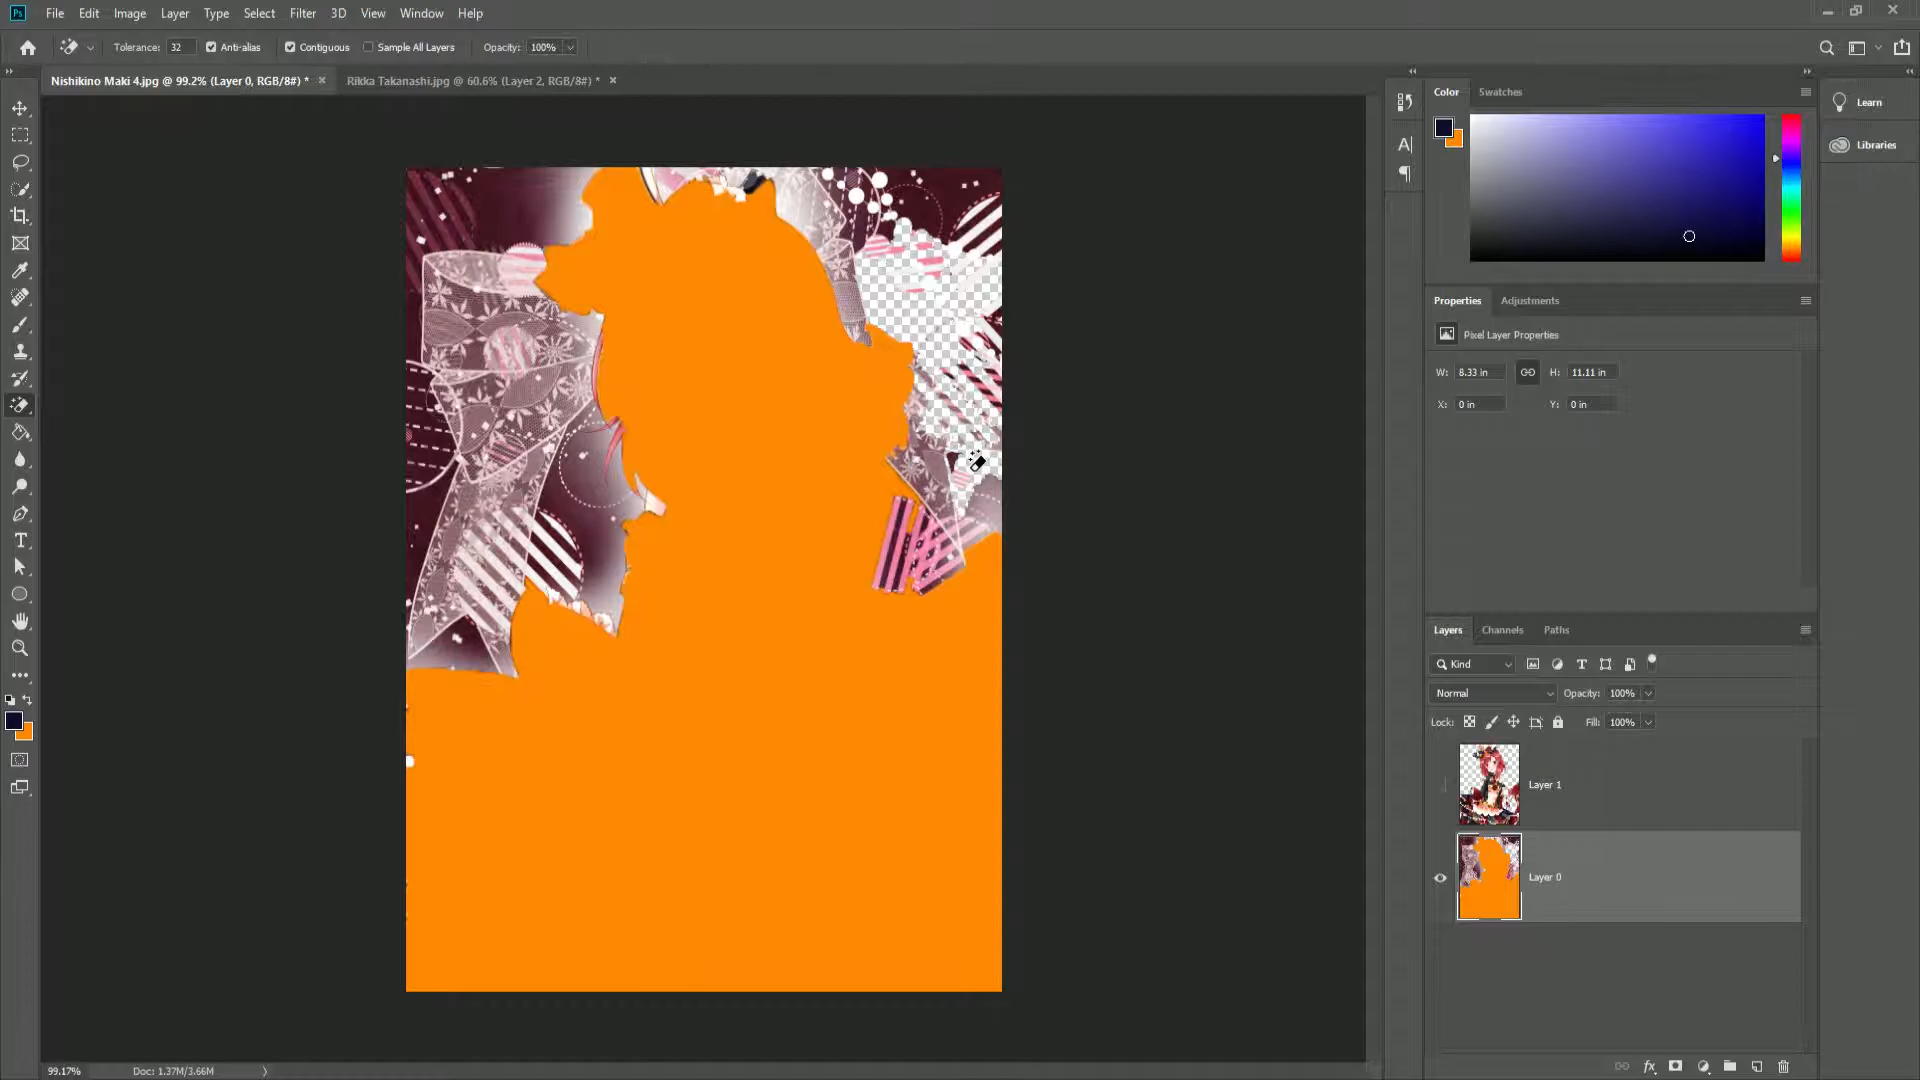 Ps File Edit Image Layer Type Select Filter 3D View Window Help
Tolerance: 32 Anti-alias Contiguous Sample All Layers Opacity: 100%
Nishikino Maki 4.jpg @ 99.2% (Layer 0, RGB/8#) * × Rikka Takanashi.jpg @ 60.6% (Layer 2, RGB/8#) * ×
Color Swatches
Learn
Libraries
Properties Adjustments
Pixel Layer Properties
W: 8.33 in H: 11.11 in
X: 0 in Y: 0 in
Layers Channels Paths
Kind
Normal Opacity: 100%
Lock: Fill: 100%
Layer 1
Layer 0
fx
99.17% Doc: 1.37M/3.66M